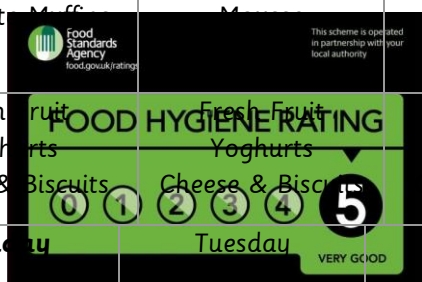 Food
Standards
Agency
food.gov.uk/ratings
This scheme is operated
in partnership with your
local authority
Fresh Fruit
FOOD HYGIENE RATING
Yoghurts
& Biscuits Cheese & Biscuits
0 1 2 3 4 5
Tuesday
VERY GOOD